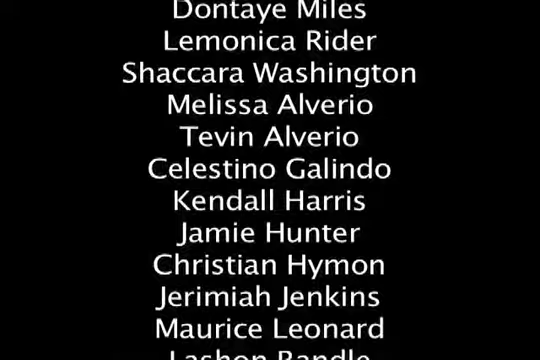 Dontaye Miles
Lemonica Rider
Shaccara Washington
Melissa Alverio
Tevin Alverio
Celestino Galindo
Kendall Harris
Jamie Hunter
Christian Hymon
Jerimiah Jenkins
Maurice Leonard
Lashon Randle